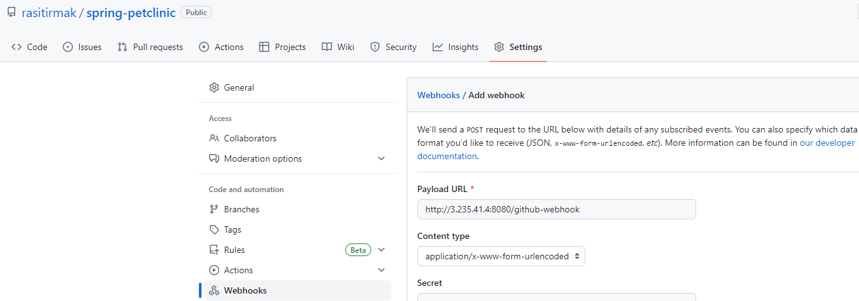 rasitirmak / spring-petclinic Public
Code Issues Pull requests Actions Projects Wiki Security Insights Settings
General
Access
Collaborators
Moderation options
Code and automation
Branches
Tags
Rules Beta
Actions
Webhooks
Webhooks / Add webhook
We'll send a POST request to the URL below with details of any subscribed events. You can also specify which data
format you'd like to receive (JSON, x-www-form-urlencoded, etc). More information can be found in our developer
documentation.
Payload URL *
http://3.235.41.4:8080/github-webhook
Content type
application/x-www-form-urlencoded
Secret